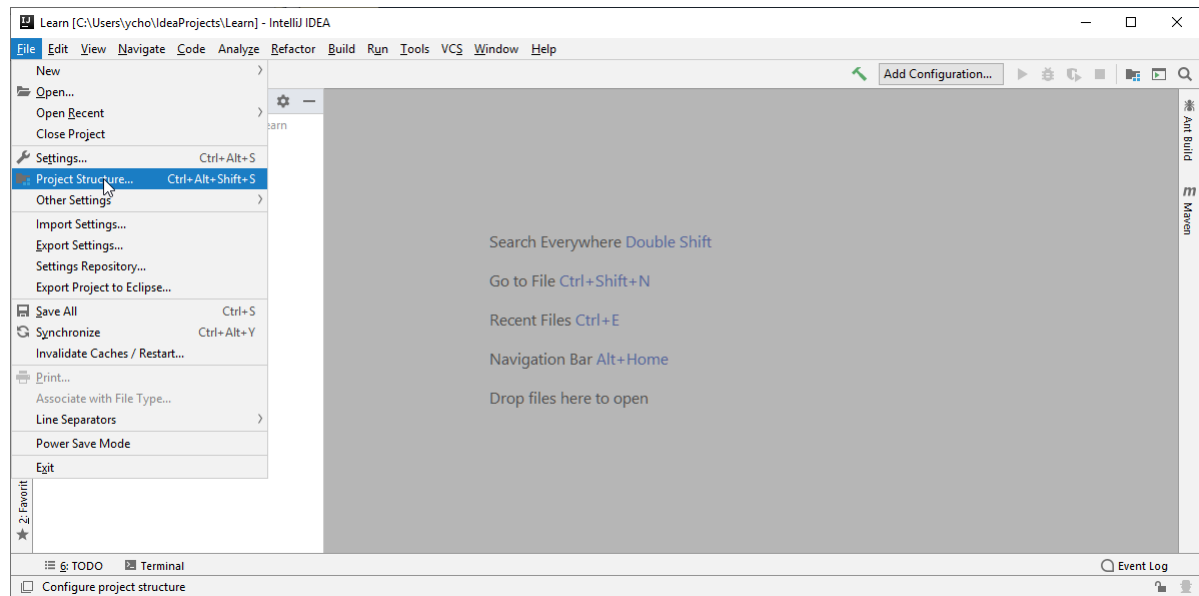 Learn [C:\Users\ycho\IdeaProjects\Learn] - IntelliJ IDEA
File Edit View Navigate Code Analyze Refactor Build Run Tools VCS Window Help
New
Add Configuration...
Open...
Open Recent
earn
Close Project
Settings... Ctrl+Alt+S
Project Structure... Ctrl+Alt+Shift+S
Other Settings
Import Settings...
Export Settings...
Settings Repository...
Export Project to Eclipse...
Save All Ctrl+S
Synchronize Ctrl+Alt+Y
Invalidate Caches / Restart...
Print...
Associate with File Type...
Line Separators
Power Save Mode
Exit
Search Everywhere Double Shift
Go to File Ctrl+Shift+N
Recent Files Ctrl+E
Navigation Bar Alt+Home
Drop files here to open
Ant Build
m Maven
2: Favorit
6: TODO Terminal Event Log
Configure project structure